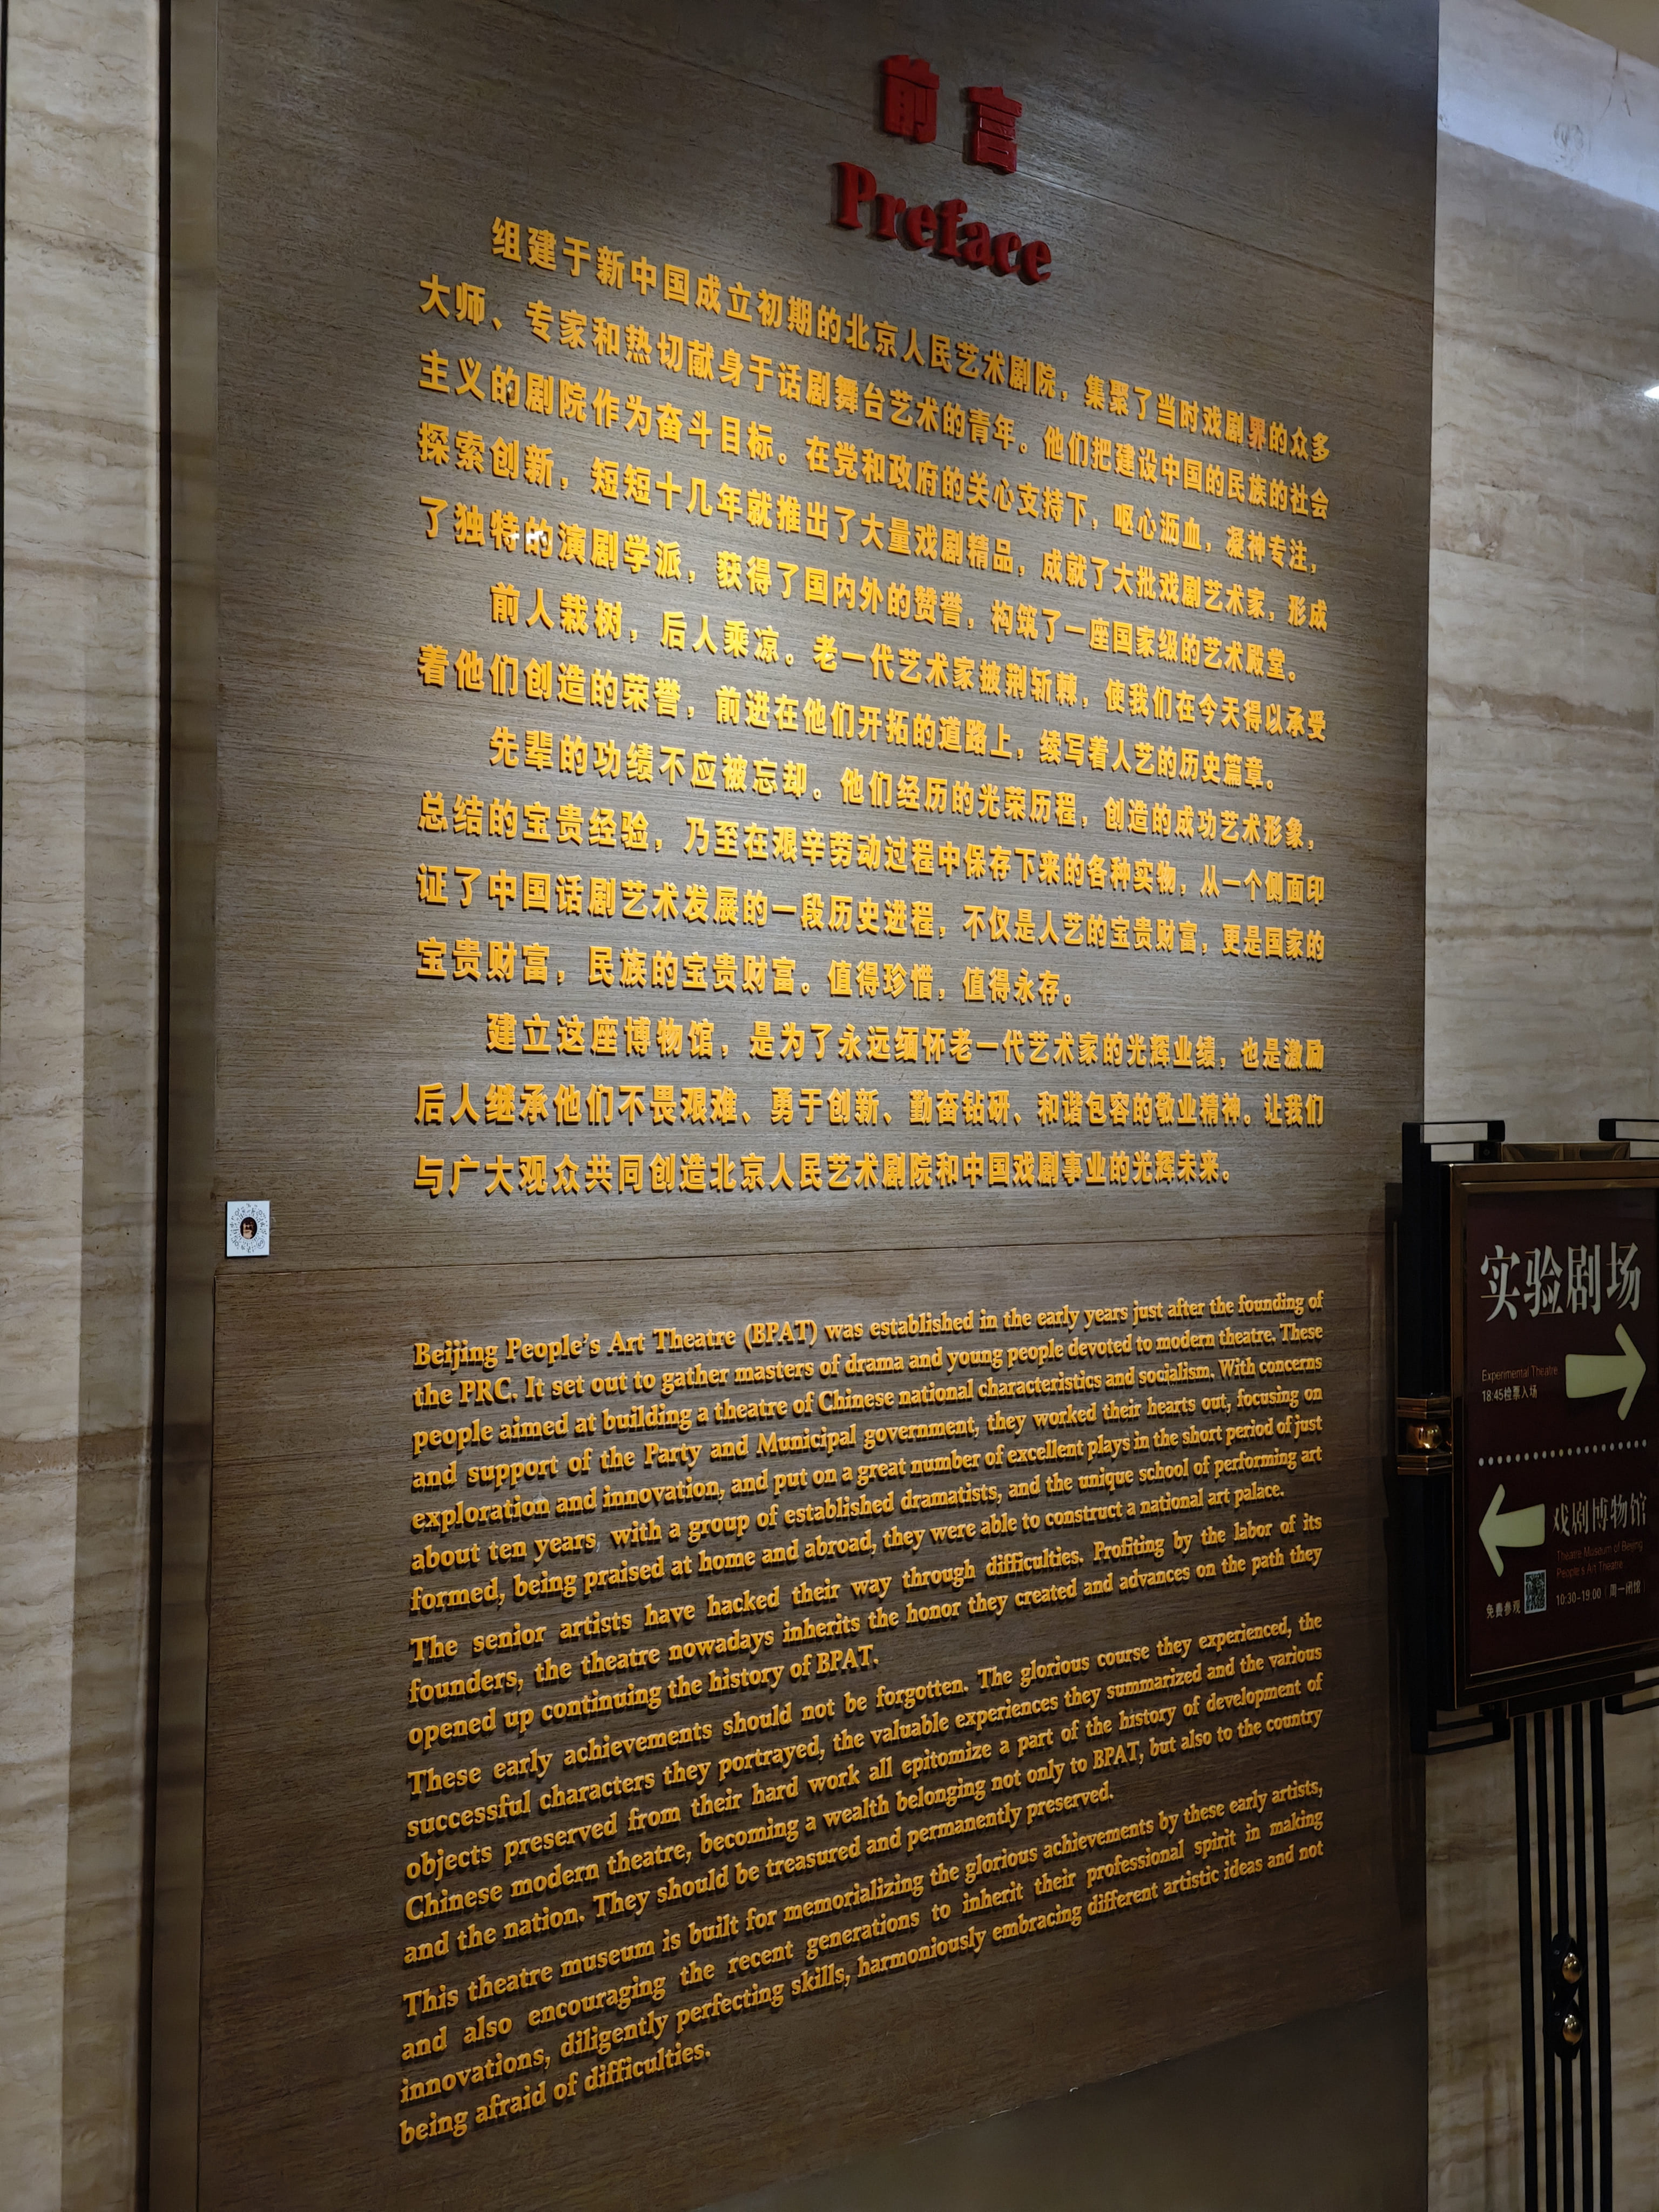 前言
Preface
组建于新中国成立初期的北京人民艺术剧院，集聚了当时戏剧界的众多
大师、专家和热切献身于话剧舞台艺术的青年。他们把建设中国的民族的社会
主义的剧院作为奋斗目标。在党和政府的关心支持下，呕心沥血，凝神专注，
探索创新，短短十几年就推出了大量戏剧精品，成就了大批戏剧艺术家，形成
了独特的演剧学派，获得了国内外的赞誉，构筑了一座国家级的艺术殿堂。
前人栽树，后人乘凉。老一代艺术家披荆斩棘，使我们在今天得以承受
着他们创造的荣誉，前进在他们开拓的道路上，续写着人艺的历史篇章。
先辈的功绩不应被忘却。他们经历的光荣历程，创造的成功艺术形象，
总结的宝贵经验，乃至在艰辛劳动过程中保存下来的各种实物，从一个侧面印
证了中国话剧艺术发展的一段历史进程，不仅是人艺的宝贵财富，更是国家的
宝贵财富，民族的宝贵财富。值得珍惜，值得永存。
建立这座博物馆，是为了永远缅怀老一代艺术家的光辉业绩，也是激励
后人继承他们不畏艰难、勇于创新、勤奋钻研、和谐包容的敬业精神。让我们
与广大观众共同创造北京人民艺术剧院和中国戏剧事业的光辉未来。
Beijing People's Art Theatre (BPAT) was established in the early years just after the founding of
the PRC. It set out to gather masters of drama and young people devoted to modern theatre. These
people aimed at building a theatre of Chinese national characteristics and socialism. With concerns
and support of the Party and Municipal government, they worked their hearts out, focusing on
exploration and innovation, and put on a great number of excellent plays in the short period of just
about ten years, with a group of established dramatists, and the unique school of performing art
formed, being praised at home and abroad, they were able to construct a national art palace.
The senior artists have hacked their way through difficulties. Profiting by the labor of its
founders, the theatre nowadays inherits the honor they created and advances on the path they
opened up continuing the history of BPAT.
These early achievements should not be forgotten. The glorious course they experienced, the
successful characters they portrayed, the valuable experiences they summarized and the various
objects preserved from their hard work all epitomize a part of the history of development of
Chinese modern theatre, becoming a wealth belonging not only to BPAT, but also to the country
and the nation. They should be treasured and permanently preserved.
This theatre museum is built for memorializing the glorious achievements by these early artists,
and also encouraging the recent generations to inherit their professional spirit in making
innovations, diligently perfecting skills, harmoniously embracing different artistic ideas and not
being afraid of difficulties.
实验剧场
Experimental Theatre
18:45检票入场
戏剧博物馆
Theatre Museum of Beijing
People's Art Theatre
免费参观 10:30-19:00（周一闭馆）